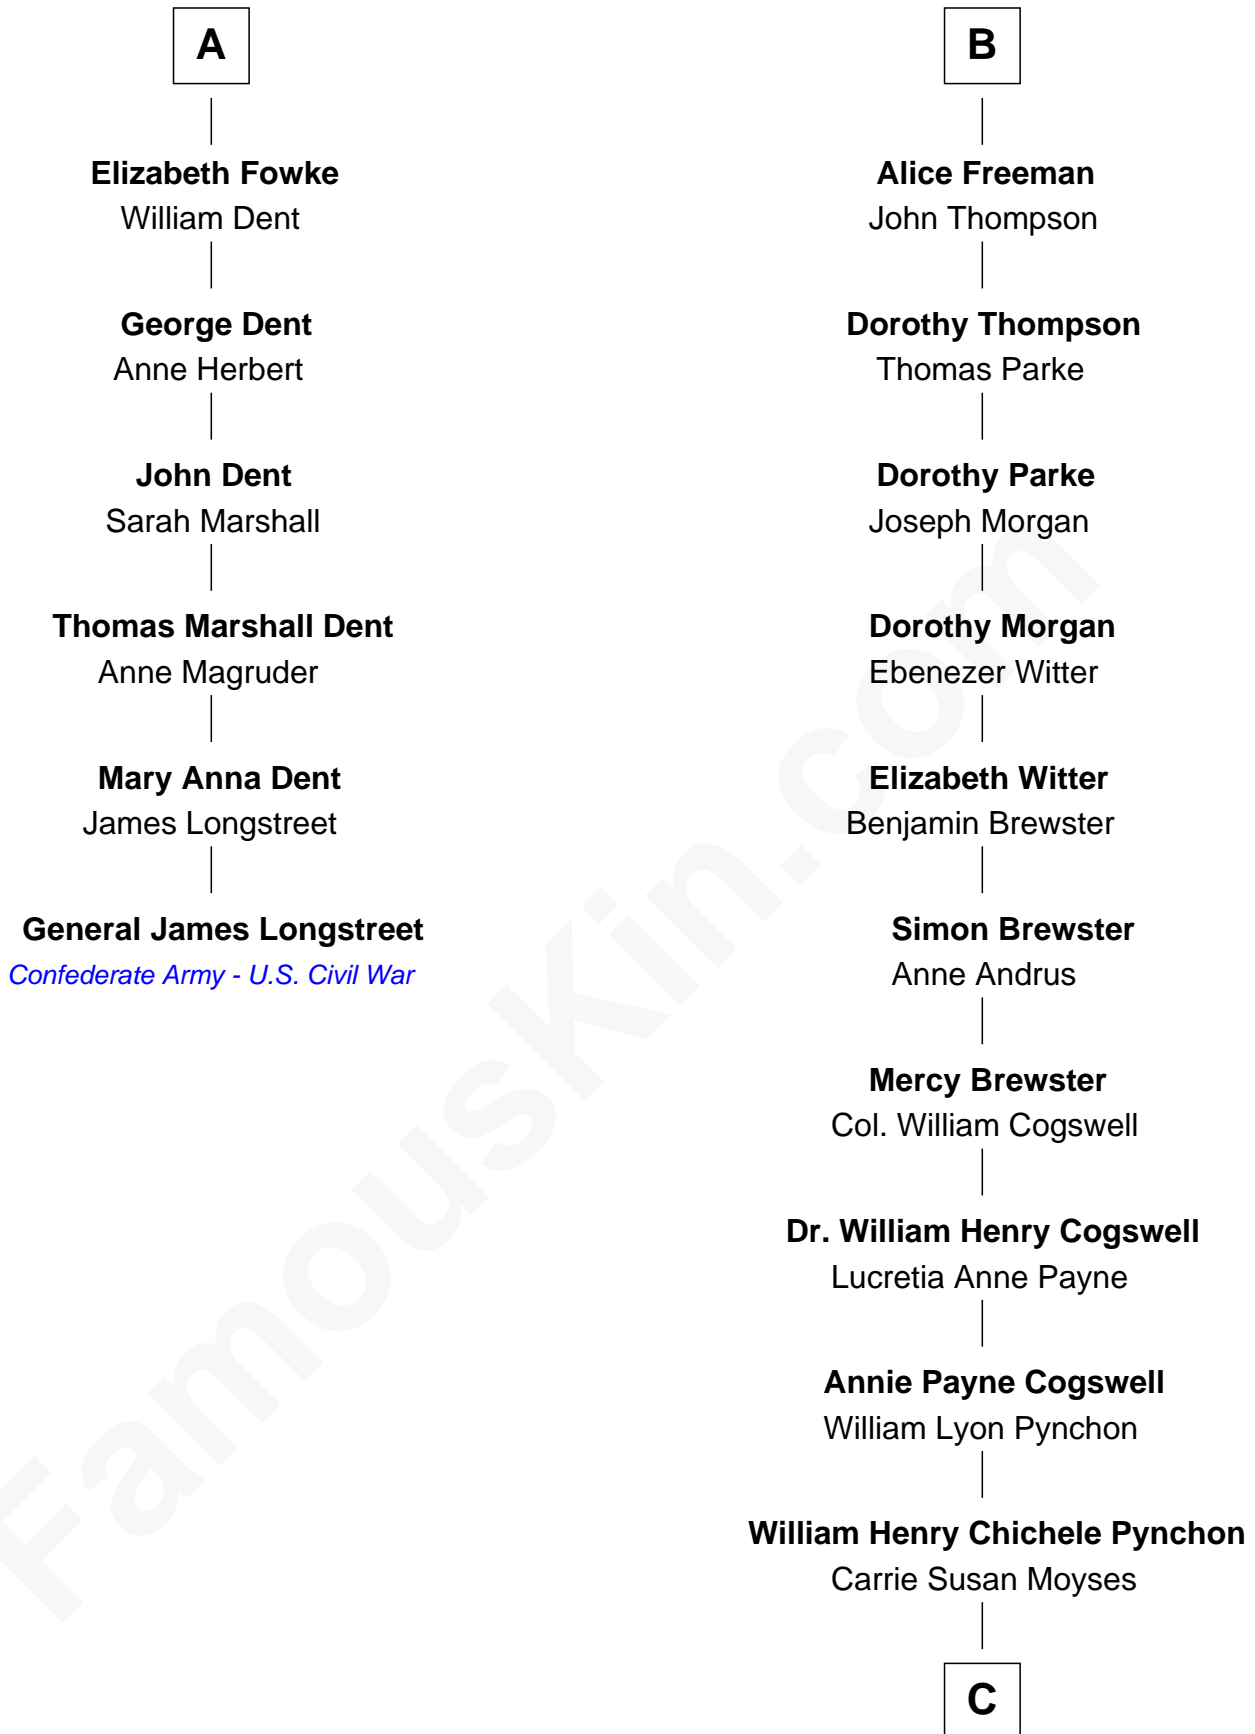 A
Elizabeth Fowke
William Dent
George Dent
Anne Herbert
John Dent
Sarah Marshall
Thomas Marshall Dent
Anne Magruder
Mary Anna Dent
James Longstreet
General James Longstreet
Confederate Army - U.S. Civil War
B
Alice Freeman
John Thompson
Dorothy Thompson
Thomas Parke
Dorothy Parke
Joseph Morgan
Dorothy Morgan
Ebenezer Witter
Elizabeth Witter
Benjamin Brewster
Simon Brewster
Anne Andrus
Mercy Brewster
Col. William Cogswell
Dr. William Henry Cogswell
Lucretia Anne Payne
Annie Payne Cogswell
William Lyon Pynchon
William Henry Chichele Pynchon
Carrie Susan Moyses
C
FamousKin.com